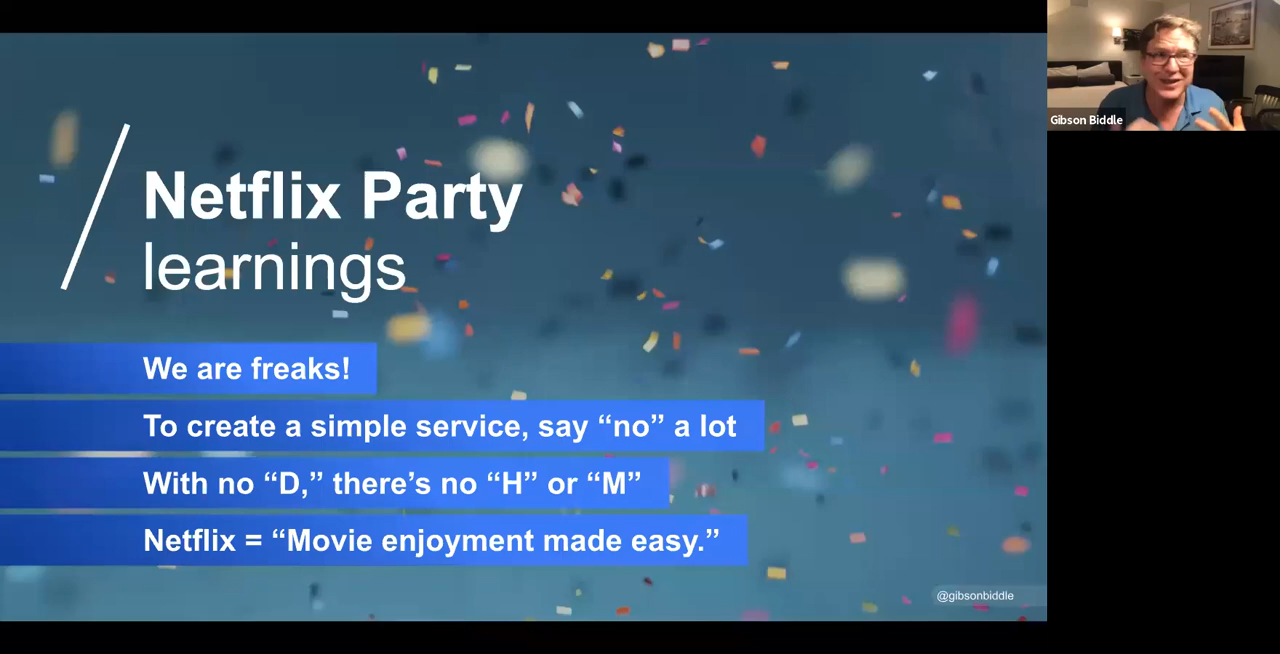 Netflix Party
learnings
We are freaks!
To create a simple service, say “no” a lot
With no “D,” there’s no “H” or “M”
Netflix = “Movie enjoyment made easy.”
@gibsonbiddle
Gibson Biddle